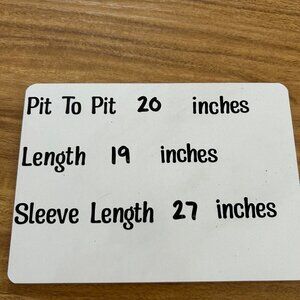 Pit To Pit 20 inches
Length 19 inches
Sleeve Length 27 inches